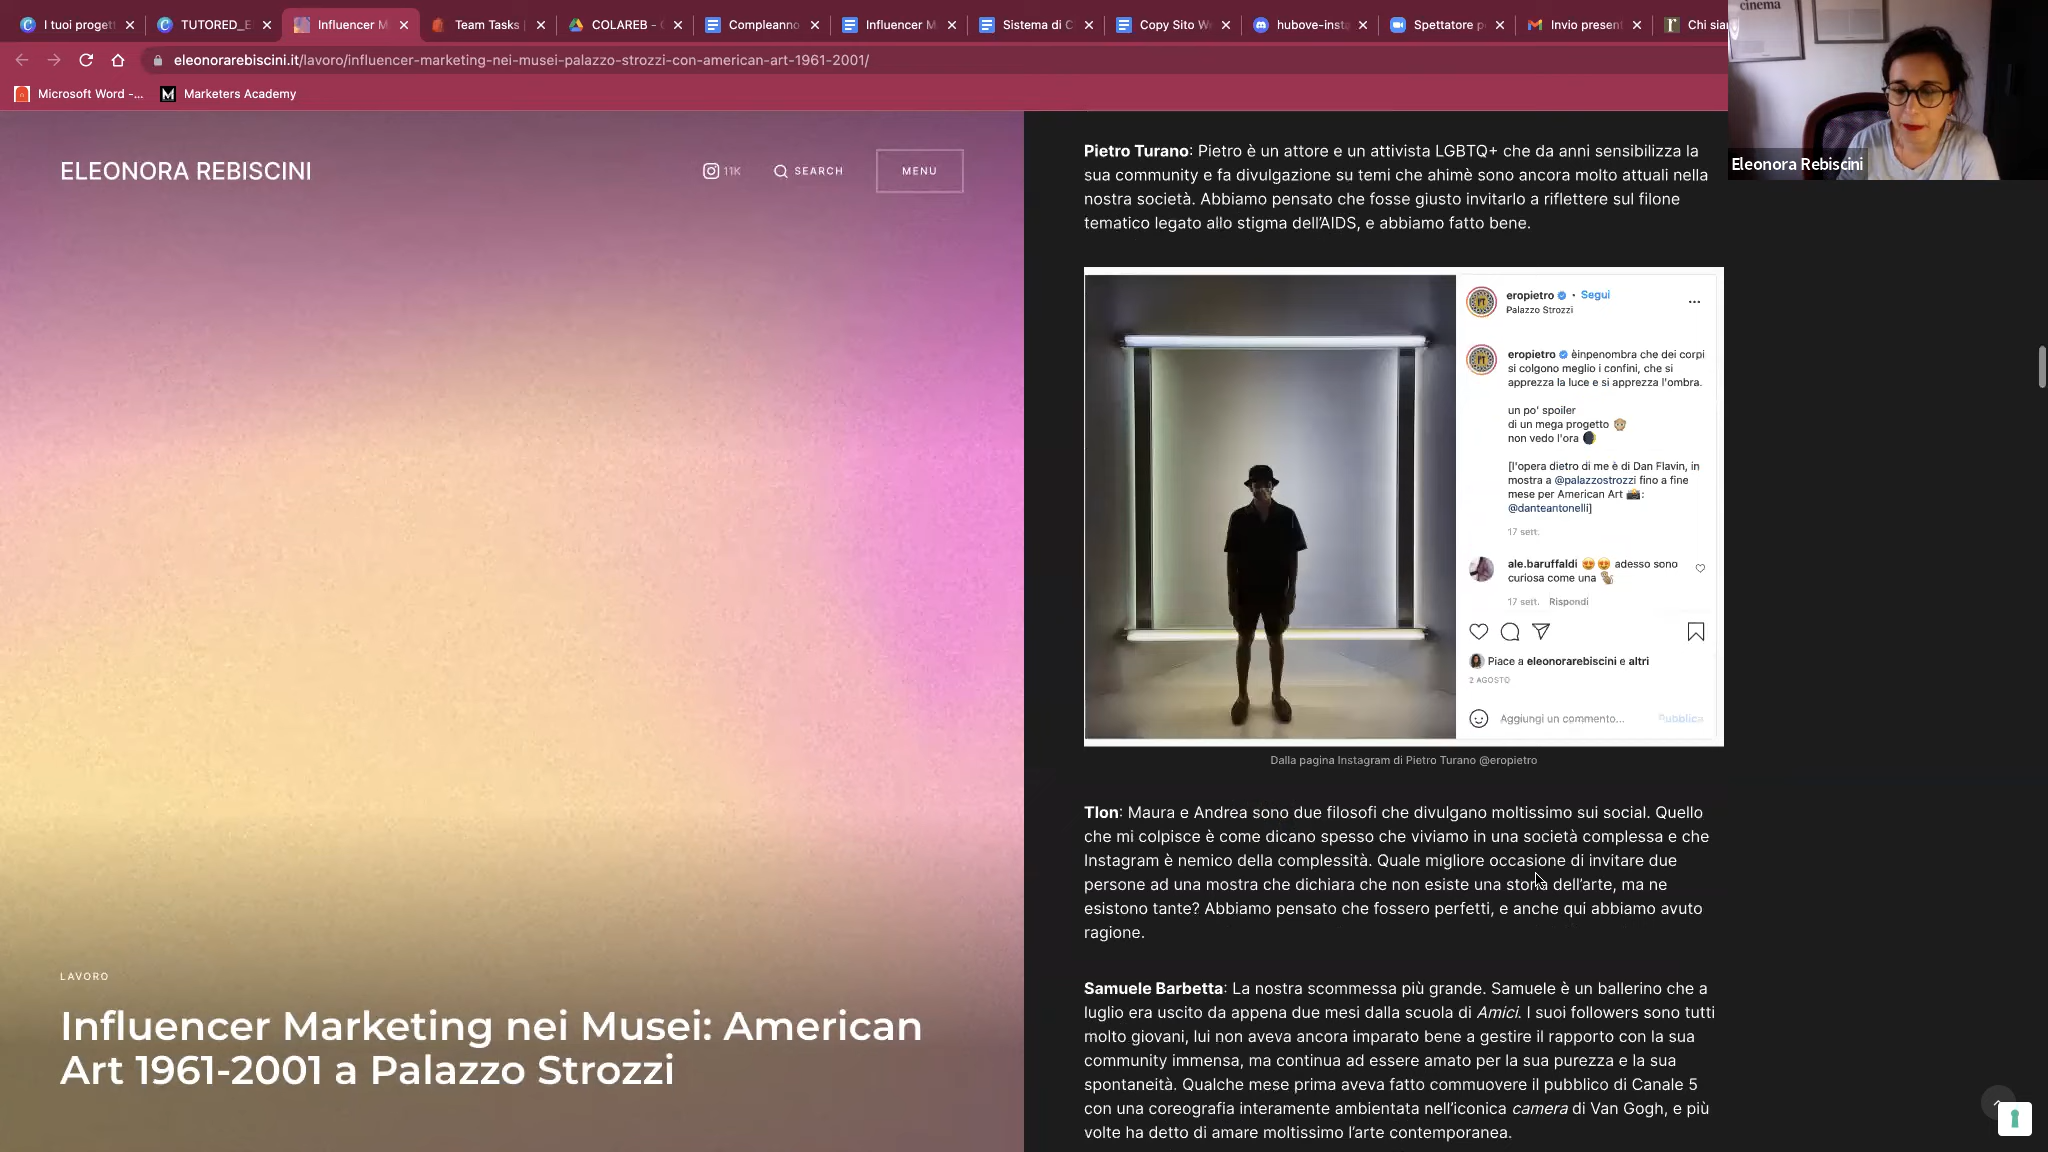 I tuoi proget
TUTORED_E
Influencer M
Team Tasks
COLAREB -
Compleanno
Influencer M
Sistema di C
Copy Sito W
hubove-insta
Spettatore p
Invio present
Chi siar
eleonorarebiscini.it/lavoro/influencer-marketing-nei-musei-palazzo-strozzi-con-american-art-1961-2001/
Microsoft Word -...
Marketers Academy
cinema
Eleonora Rebiscini
ELEONORA REBISCINI
11K
SEARCH
MENU
LAVORO
Influencer Marketing nei Musei: American
Art 1961-2001 a Palazzo Strozzi
Pietro Turano: Pietro è un attore e un attivista LGBTQ+ che da anni sensibilizza la
sua community e fa divulgazione su temi che ahimè sono ancora molto attuali nella
nostra società. Abbiamo pensato che fosse giusto invitarlo a riflettere sul filone
tematico legato allo stigma dell'AIDS, e abbiamo fatto bene.
eropietro • Segui
Palazzo Strozzi
eropietro èinpenombra che dei corpi
si colgono meglio i confini, che si
apprezza la luce e si apprezza l'ombra.
un po' spoiler
di un mega progetto
non vedo l'ora
[l'opera dietro di me è di Dan Flavin, in
mostra a @palazzostrozzi fino a fine
mese per American Art 📸:
@danteantonelli]
17 sett.
ale.baruffaldi 😍😍 adesso sono
curiosa come una
17 sett. Rispondi
Piace a eleonorarebiscini e altri
2 AGOSTO
Aggiungi un commento...
Pubblica
Dalla pagina Instagram di Pietro Turano @eropietro
Tlon: Maura e Andrea sono due filosofi che divulgano moltissimo sui social. Quello
che mi colpisce è come dicano spesso che viviamo in una società complessa e che
Instagram è nemico della complessità. Quale migliore occasione di invitare due
persone ad una mostra che dichiara che non esiste una storia dell'arte, ma ne
esistono tante? Abbiamo pensato che fossero perfetti, e anche qui abbiamo avuto
ragione.
Samuele Barbetta: La nostra scommessa più grande. Samuele è un ballerino che a
luglio era uscito da appena due mesi dalla scuola di Amici. I suoi followers sono tutti
molto giovani, lui non aveva ancora imparato bene a gestire il rapporto con la sua
community immensa, ma continua ad essere amato per la sua purezza e la sua
spontaneità. Qualche mese prima aveva fatto commuovere il pubblico di Canale 5
con una coreografia interamente ambientata nell'iconica camera di Van Gogh, e più
volte ha detto di amare moltissimo l'arte contemporanea.